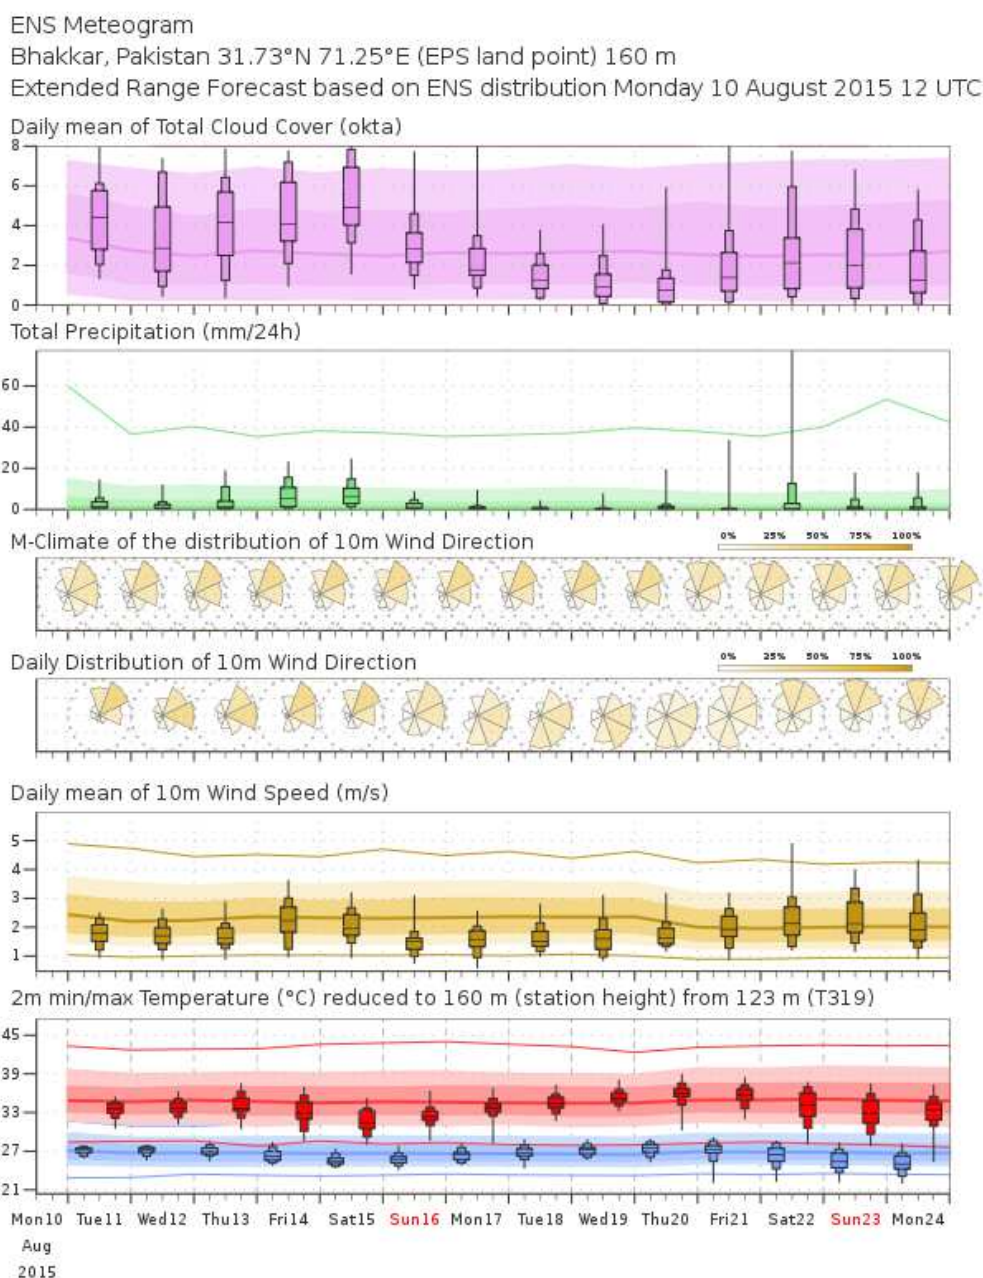 ENS Meteogram
Bhakkar, Pakistan 31.73°N 71.25°E (EPS land point) 160 m
Extended Range Forecast based on ENS distribution Monday 10 August 2015 12 UTC
Daily mean of Total Cloud Cover (okta)
8
6
4
2
0
Total Precipitation (mm/24h)
60
40
20
0
M-Climate of the distribution of 10m Wind Direction
0% 25% 50% 75% 100%
Daily Distribution of 10m Wind Direction
0% 25% 50% 75% 100%
Daily mean of 10m Wind Speed (m/s)
5
4
3
2
1
2m min/max Temperature (°C) reduced to 160 m (station height) from 123 m (T319)
45
39
33
27
21
Mon10 Tue11 Wed12 Thu13 Fri14 Sat15 Sun16 Mon17 Tue18 Wed19 Thu20 Fri21 Sat22 Sun23 Mon24
Aug
2015